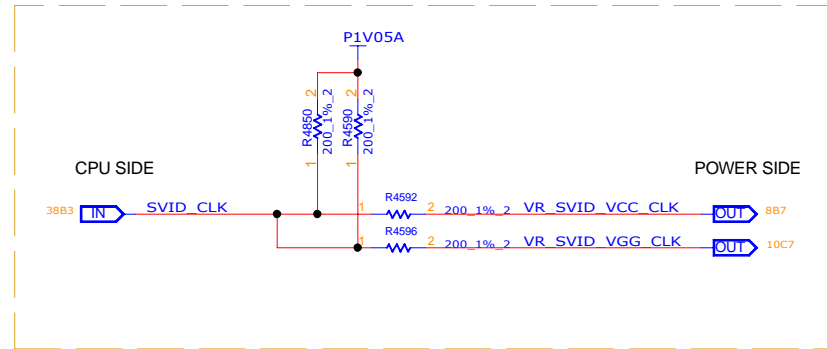 P1V05A
2
R4850
200_1%_2
1
2
R4590
200_1%_2
1
CPU SIDE
POWER SIDE
38B3 IN SVID_CLK
1 R4592 2 200_1%_2 VR_SVID_VCC_CLK OUT 8B7
1 R4596 2 200_1%_2 VR_SVID_VGG_CLK OUT 10C7